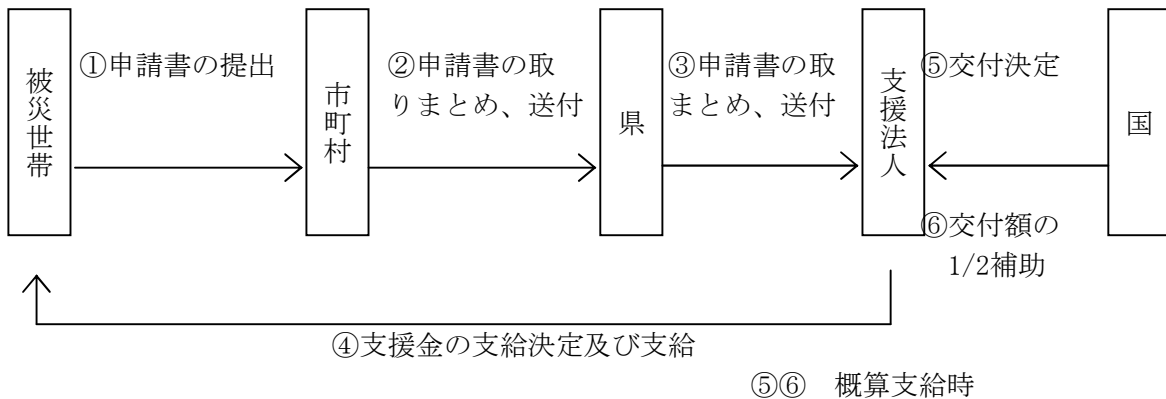 被災世帯
①申請書の提出
市町村
②申請書の取
りまとめ、送付
県
③申請書の取
まとめ、送付
支援法人
⑤交付決定
国
⑥交付額の
1/2補助
④支援金の支給決定及び支給
⑤⑥　概算支給時